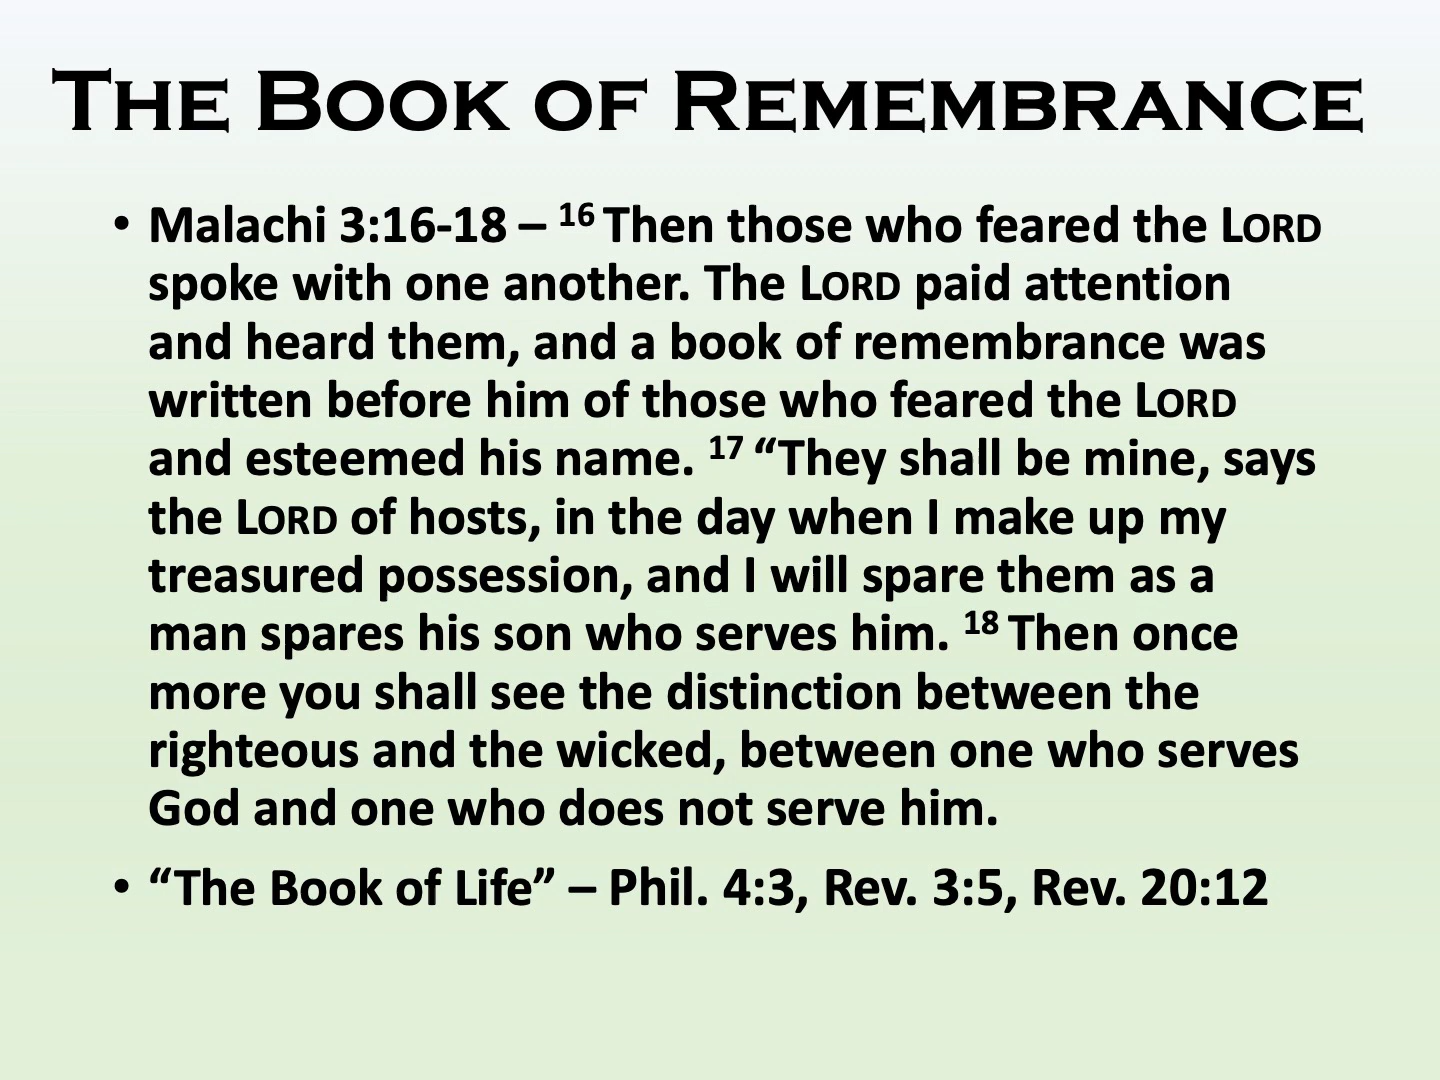 The Book of Remembrance
• Malachi 3:16-18 – 16 Then those who feared the LORD
spoke with one another. The LORD paid attention
and heard them, and a book of remembrance was
written before him of those who feared the LORD
and esteemed his name. 17 “They shall be mine, says
the LORD of hosts, in the day when I make up my
treasured possession, and I will spare them as a
man spares his son who serves him. 18 Then once
more you shall see the distinction between the
righteous and the wicked, between one who serves
God and one who does not serve him.
• “The Book of Life” – Phil. 4:3, Rev. 3:5, Rev. 20:12